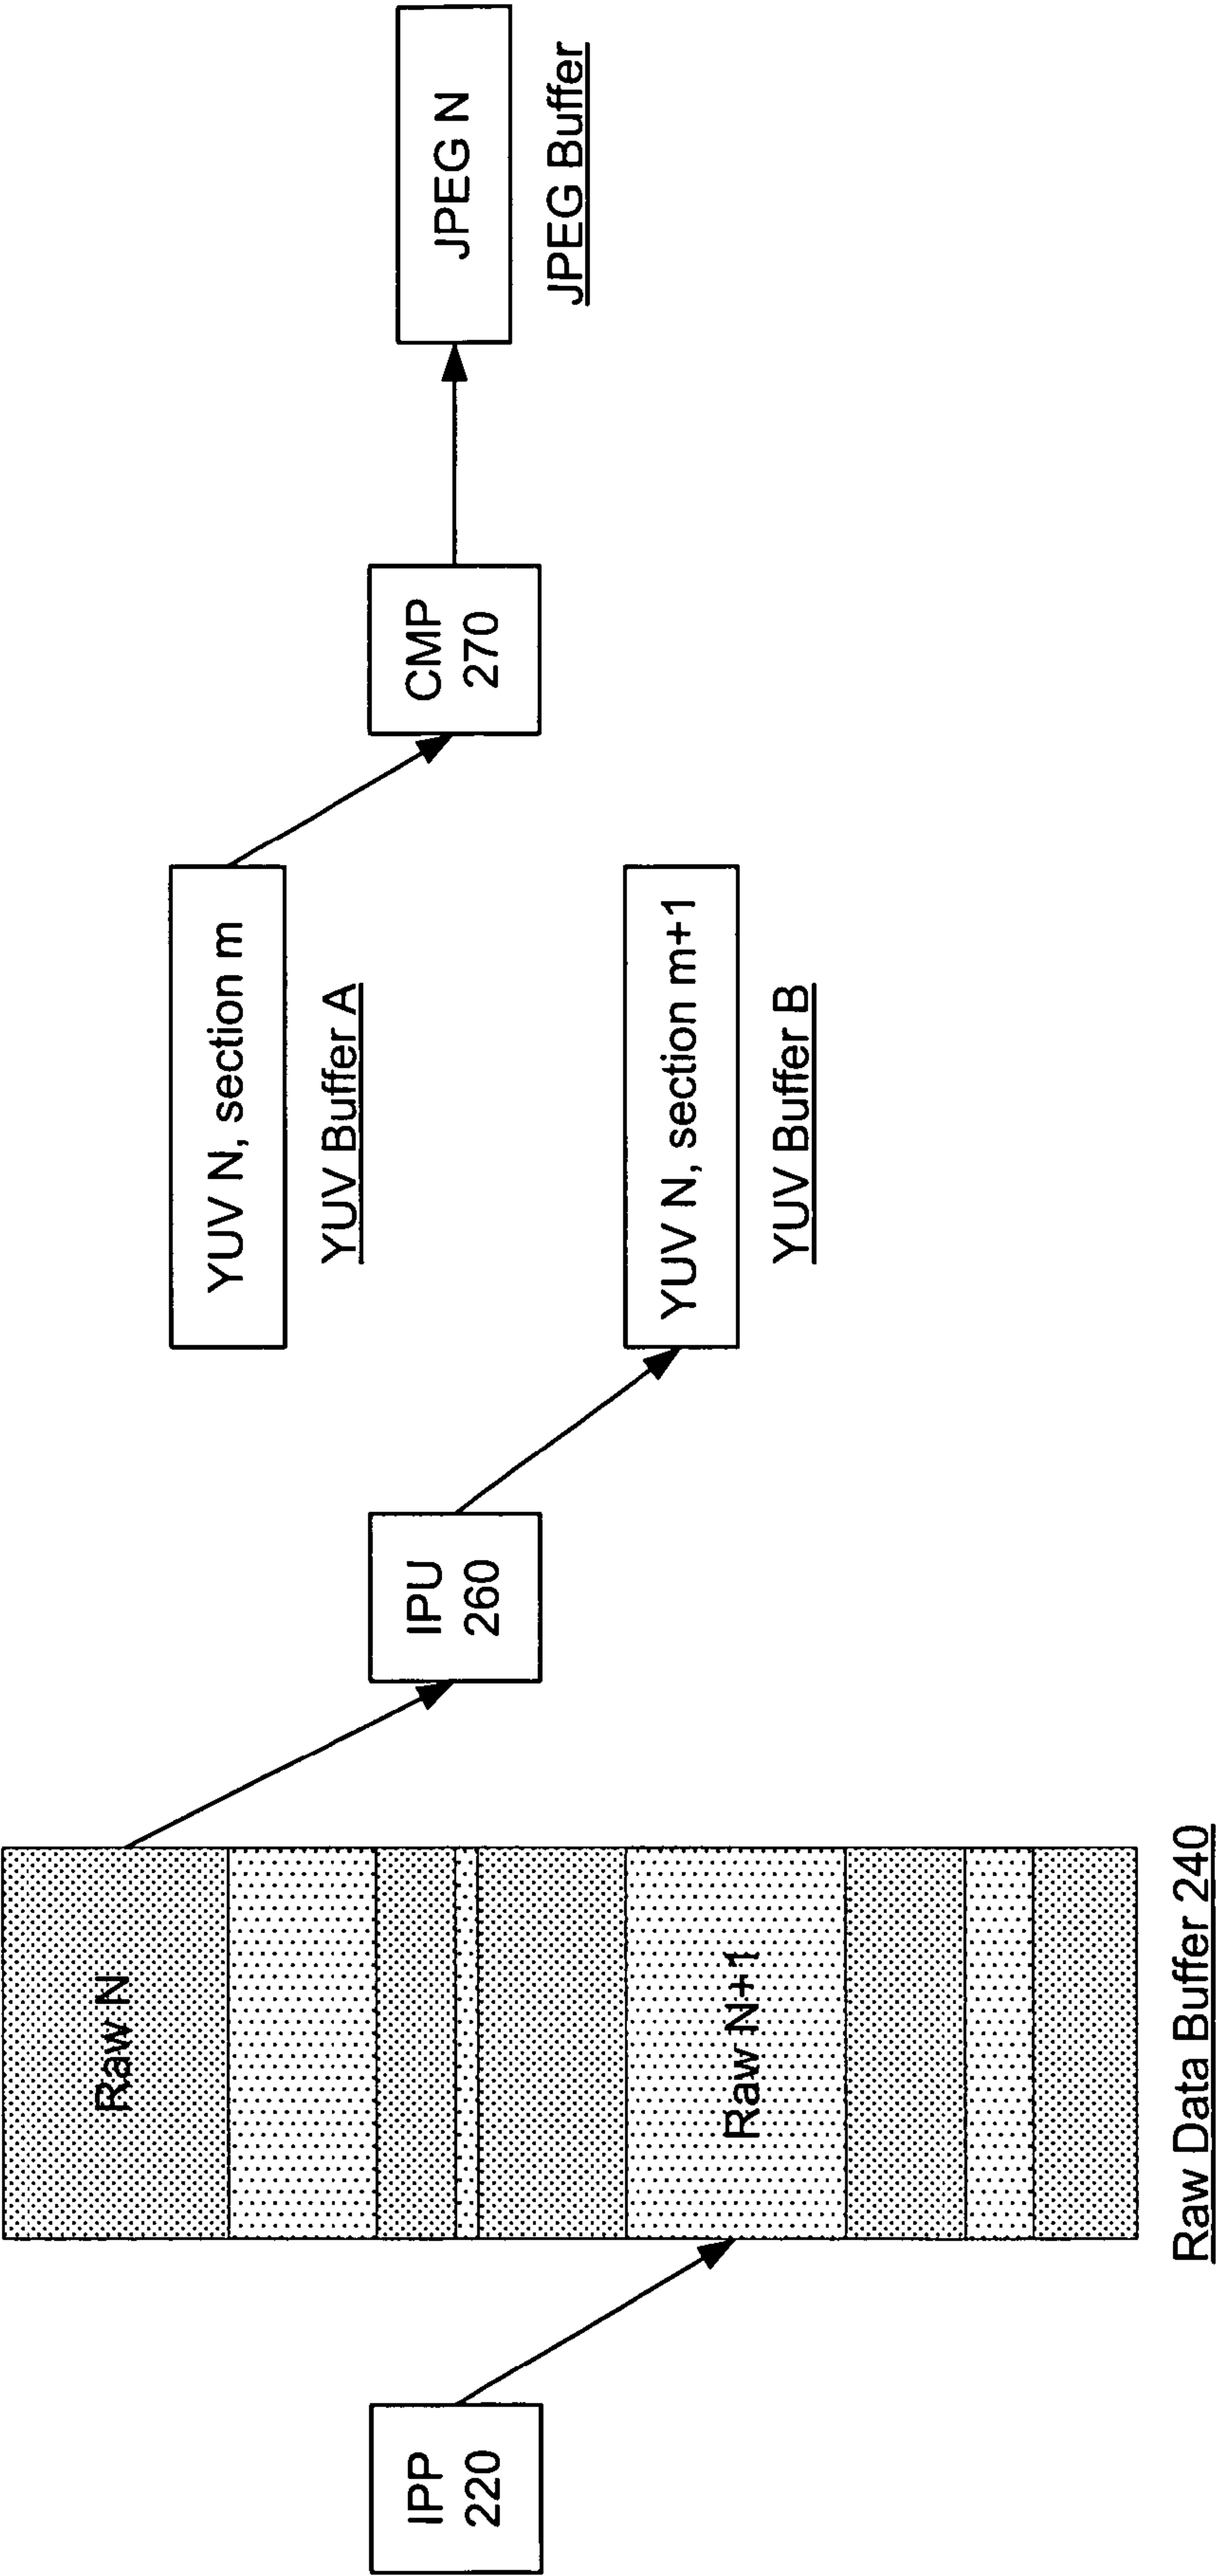 IPP
220
Raw N
Raw N+1
Raw Data Buffer 240
IPU
260
YUV N, section m
YUV Buffer A
YUV N, section m+1
YUV Buffer B
CMP
270
JPEG N
JPEG Buffer